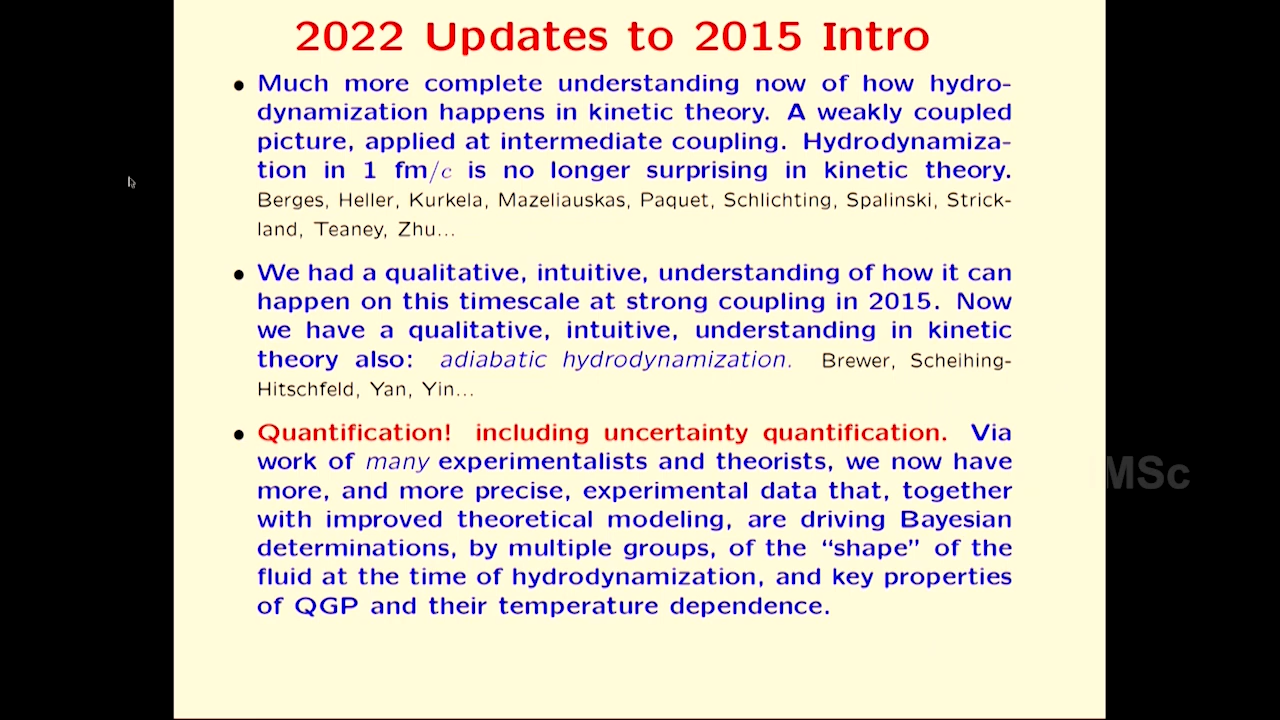 2022 Updates to 2015 Intro
• Much more complete understanding now of how hydro-
dynamization happens in kinetic theory. A weakly coupled
picture, applied at intermediate coupling. Hydrodynamiza-
tion in 1 fm/c is no longer surprising in kinetic theory.
Berges, Heller, Kurkela, Mazeliauskas, Paquet, Schlichting, Spalinski, Strick-
land, Teaney, Zhu...
• We had a qualitative, intuitive, understanding of how it can
happen on this timescale at strong coupling in 2015. Now
we have a qualitative, intuitive, understanding in kinetic
theory also: adiabatic hydrodynamization. Brewer, Scheihing-
Hitschfeld, Yan, Yin...
• Quantification! including uncertainty quantification. Via
work of many experimentalists and theorists, we now have
more, and more precise, experimental data that, together
with improved theoretical modeling, are driving Bayesian
determinations, by multiple groups, of the “shape” of the
fluid at the time of hydrodynamization, and key properties
of QGP and their temperature dependence.
IMSc